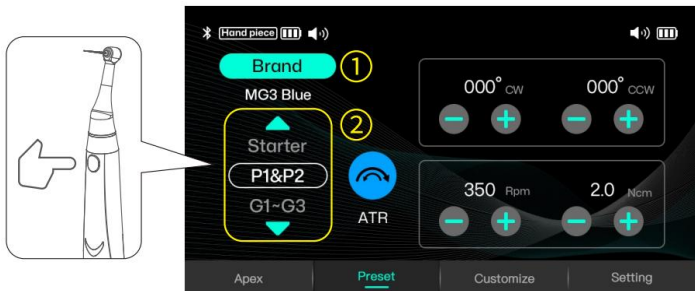 Hand piece
Brand
①
MG3 Blue
②
Starter
P1&P2
G1~G3
ATR
000° CW
000° CCW
− + − +
350 Rpm
2.0 Ncm
− + − +
Apex
Preset
Customize
Setting